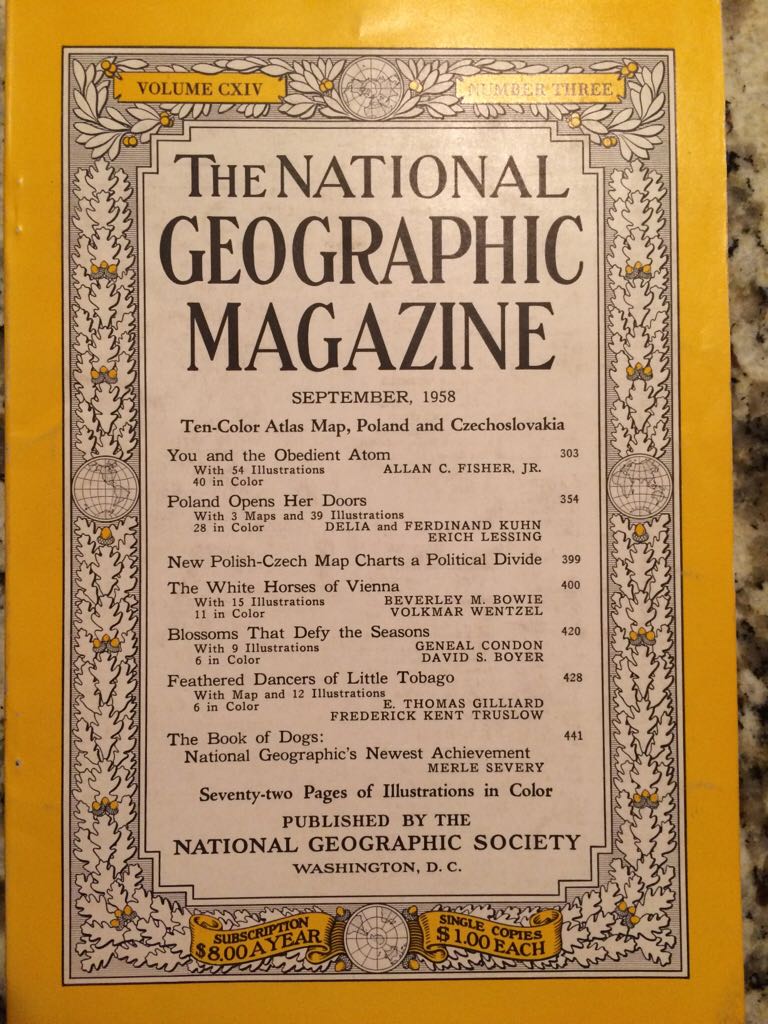 VOLUME CXIV
NUMBER THREE
THE NATIONAL
GEOGRAPHIC
MAGAZINE
SEPTEMBER, 1958
Ten-Color Atlas Map, Poland and Czechoslovakia
You and the Obedient Atom 303
With 54 Illustrations ALLAN C. FISHER, JR.
40 in Color
Poland Opens Her Doors 354
With 3 Maps and 39 Illustrations
28 in Color DELIA and FERDINAND KUHN
ERICH LESSING
New Polish-Czech Map Charts a Political Divide 399
The White Horses of Vienna 400
With 15 Illustrations BEVERLEY M. BOWIE
11 in Color VOLKMAR WENTZEL
Blossoms That Defy the Seasons 420
With 9 Illustrations GENEAL CONDON
6 in Color DAVID S. BOYER
Feathered Dancers of Little Tobago 428
With Map and 12 Illustrations
6 in Color E. THOMAS GILLIARD
FREDERICK KENT TRUSLOW
The Book of Dogs: 441
National Geographic's Newest Achievement
MERLE SEVERY
Seventy-two Pages of Illustrations in Color
PUBLISHED BY THE
NATIONAL GEOGRAPHIC SOCIETY
WASHINGTON, D. C.
SUBSCRIPTION
$8.00 A YEAR
SINGLE COPIES
$1.00 EACH